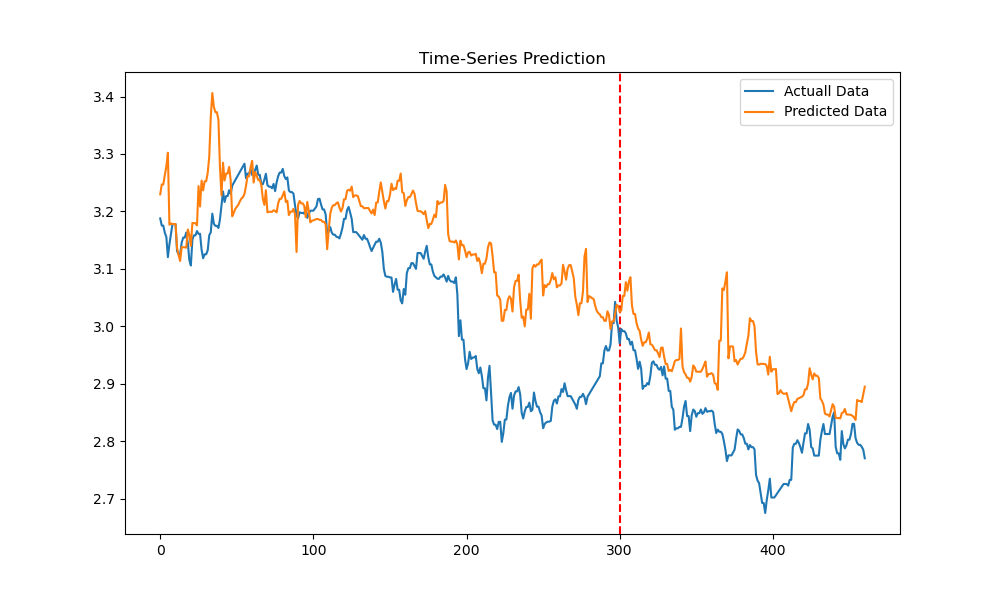 Time-Series Prediction
Actuall Data
Predicted Data
3.4
3.3
3.2
3.1
3.0
2.9
2.8
2.7
0 100 200 300 400